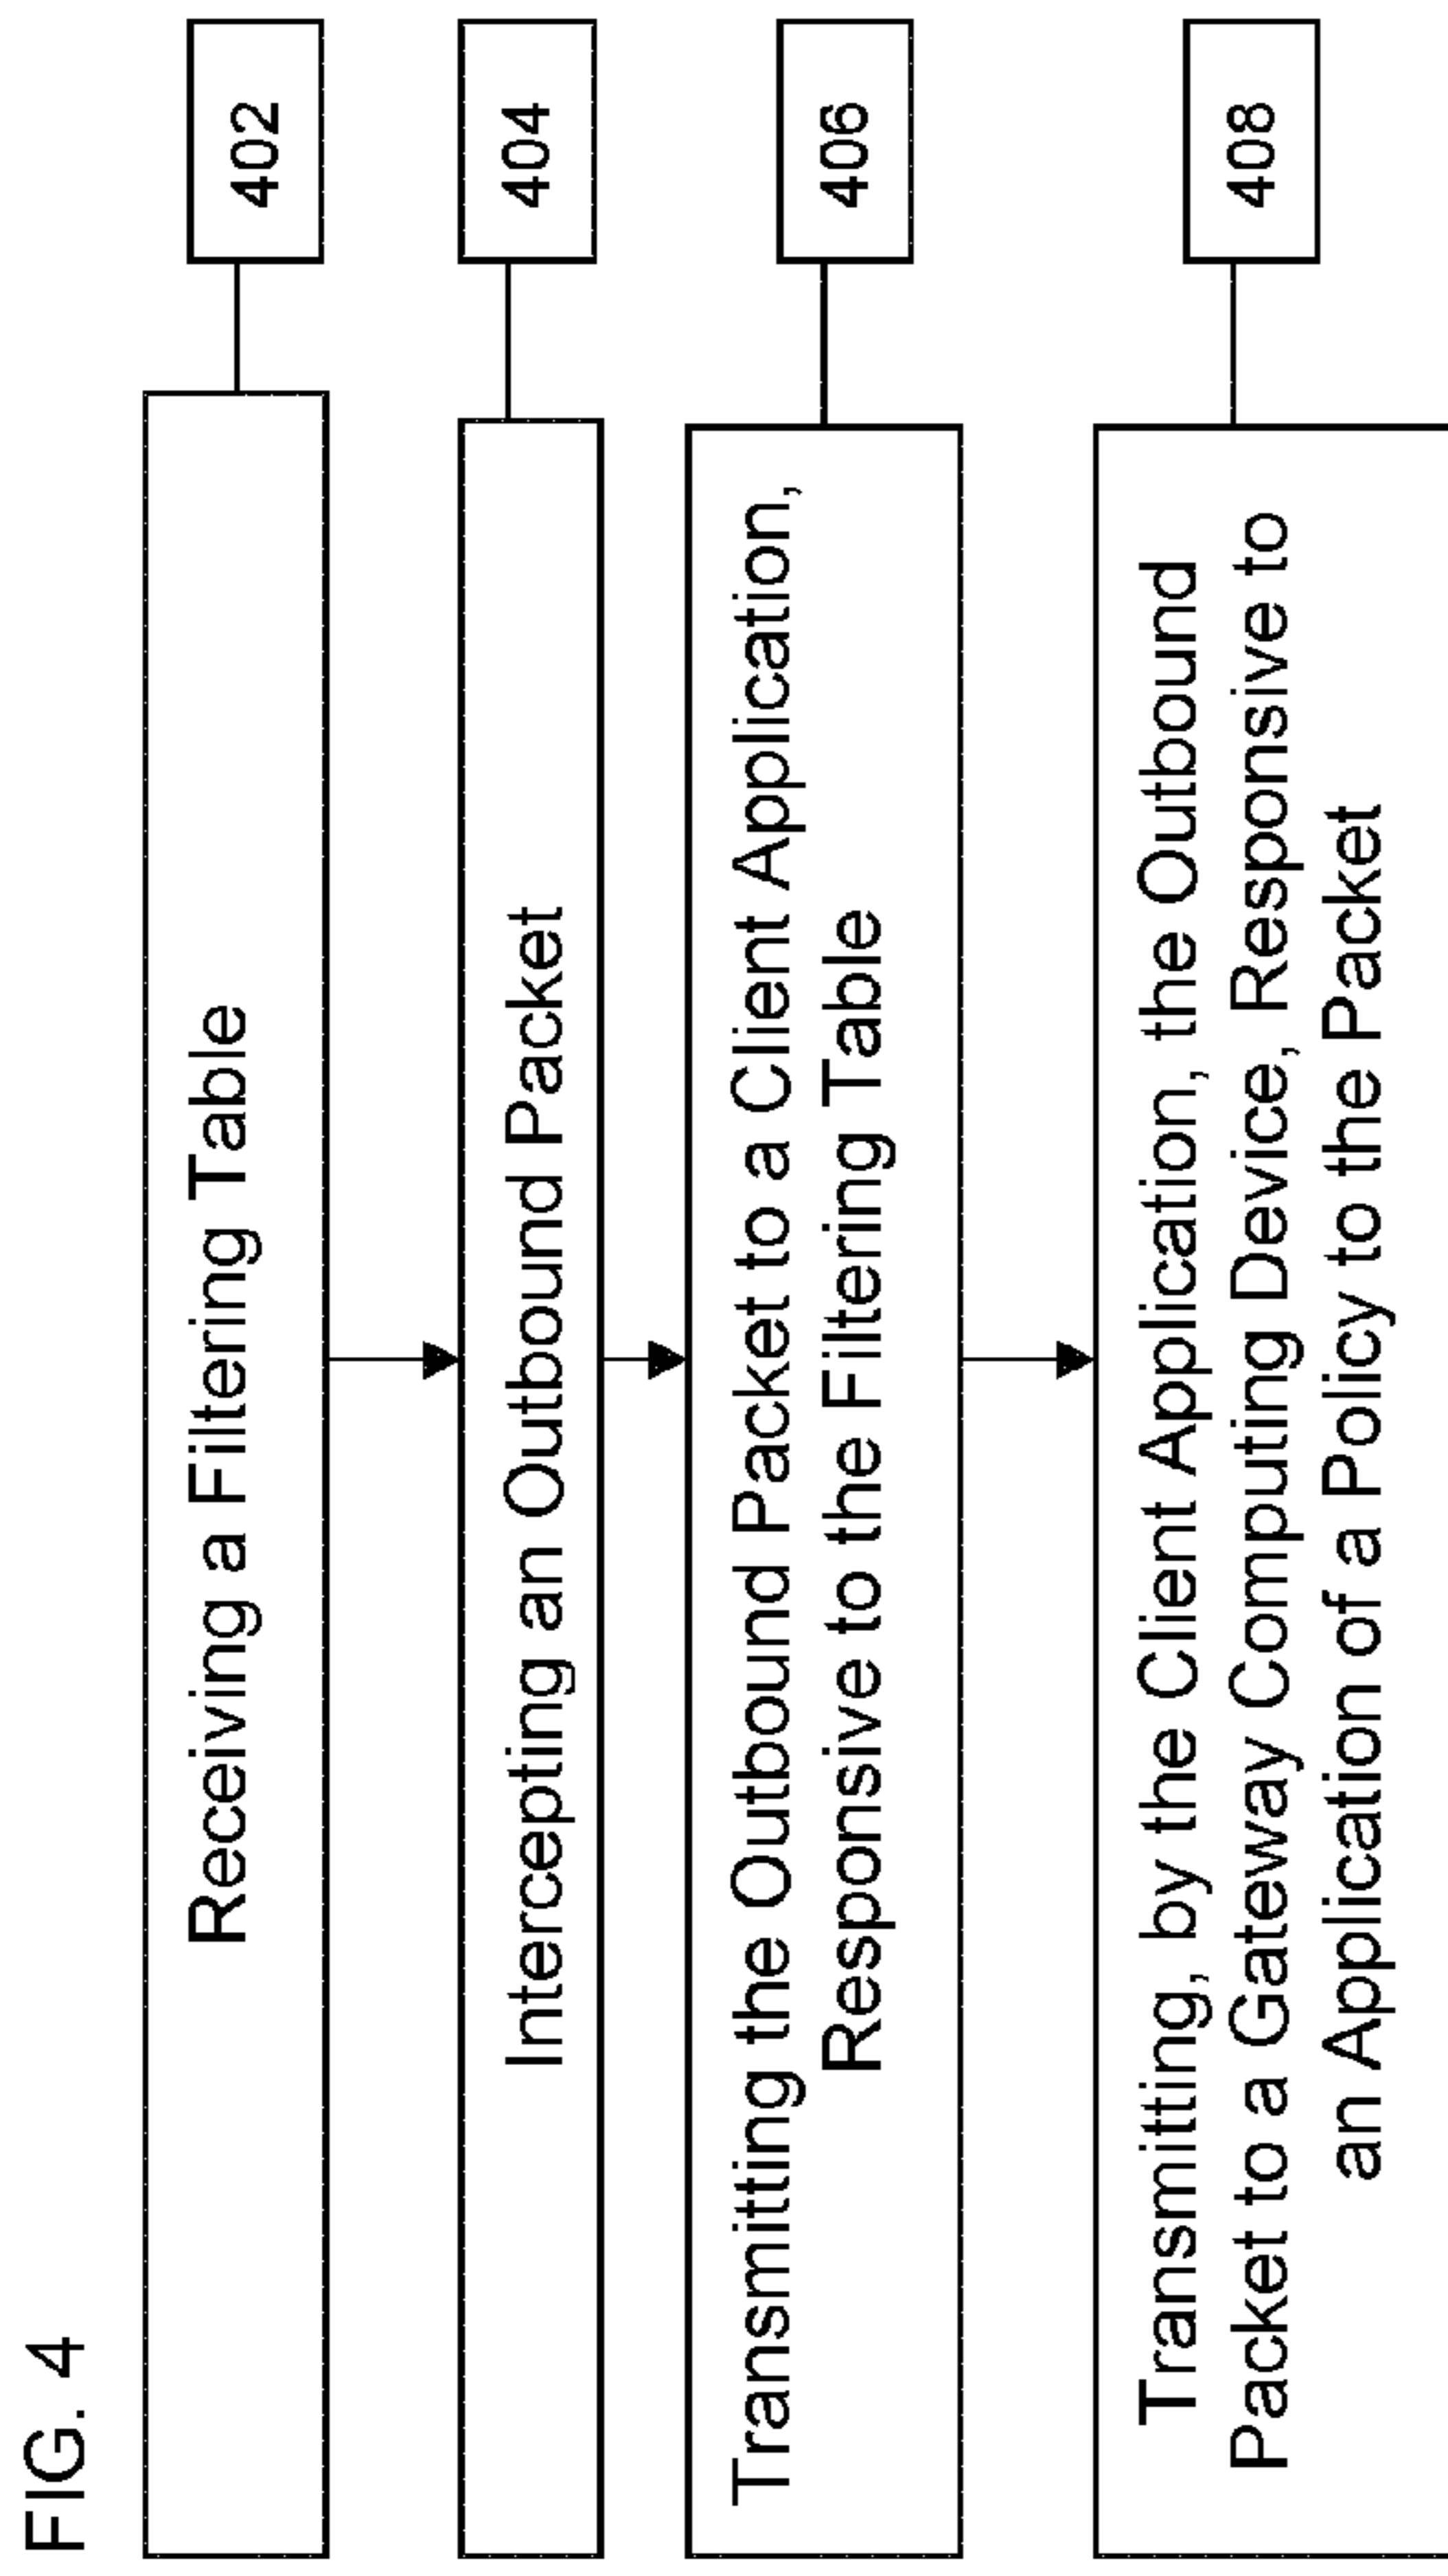 FIG. 4
Receiving a Filtering Table
402
Intercepting an Outbound Packet
404
Transmitting the Outbound Packet to a Client Application,
Responsive to the Filtering Table
406
Transmitting, by the Client Application, the Outbound
Packet to a Gateway Computing Device, Responsive to
an Application of a Policy to the Packet
408